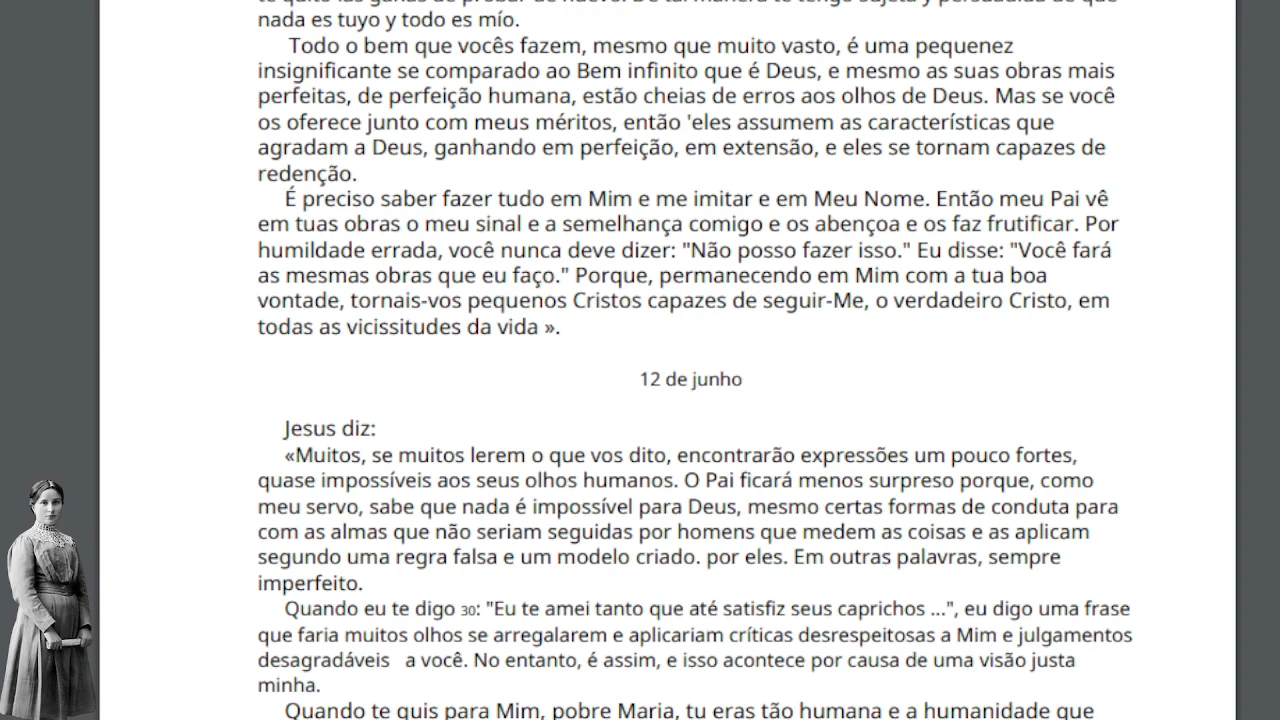 nada es tuyo y todo es mío.
Todo o bem que vocês fazem, mesmo que muito vasto, é uma pequenez
insignificante se comparado ao Bem infinito que é Deus, e mesmo as suas obras mais
perfeitas, de perfeição humana, estão cheias de erros aos olhos de Deus. Mas se você
os oferece junto com meus méritos, então 'eles assumem as características que
agradam a Deus, ganhando em perfeição, em extensão, e eles se tornam capazes de
redenção.
É preciso saber fazer tudo em Mim e me imitar e em Meu Nome. Então meu Pai vê
em tuas obras o meu sinal e a semelhança comigo e os abençoa e os faz frutificar. Por
humildade errada, você nunca deve dizer: "Não posso fazer isso." Eu disse: "Você fará
as mesmas obras que eu faço." Porque, permanecendo em Mim com a tua boa
vontade, tornais-vos pequenos Cristos capazes de seguir-Me, o verdadeiro Cristo, em
todas as vicissitudes da vida ».
12 de junho
Jesus diz:
«Muitos, se muitos lerem o que vos dito, encontrarão expressões um pouco fortes,
quase impossíveis aos seus olhos humanos. O Pai ficará menos surpreso porque, como
meu servo, sabe que nada é impossível para Deus, mesmo certas formas de conduta para
com as almas que não seriam seguidas por homens que medem as coisas e as aplicam
segundo uma regra falsa e um modelo criado. por eles. Em outras palavras, sempre
imperfeito.
Quando eu te digo 30: "Eu te amei tanto que até satisfiz seus caprichos ...", eu digo uma frase
que faria muitos olhos se arregalarem e aplicariam críticas desrespeitosas a Mim e julgamentos
desagradáveis a você. No entanto, é assim, e isso acontece por causa de uma visão justa
minha.
Quando te quis para Mim, pobre Maria, tu eras tão humana e a humanidade que